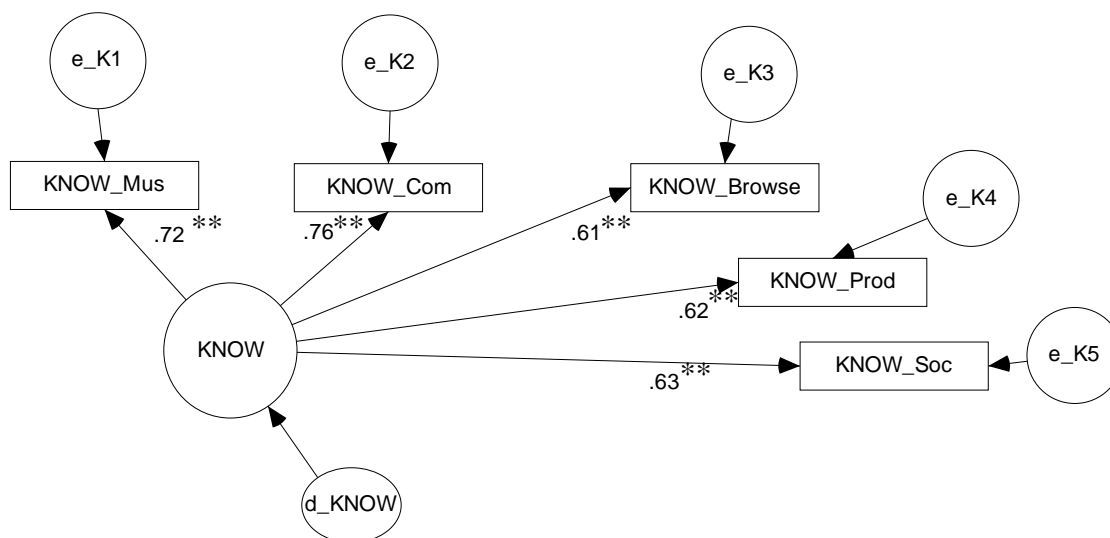 e_K1
e_K2
e_K3
e_K4
KNOW_Mus
KNOW_Com
KNOW_Browse
.72 **
.76**
.61**
KNOW_Prod
.62**
KNOW
KNOW_Soc
e_K5
.63**
d_KNOW